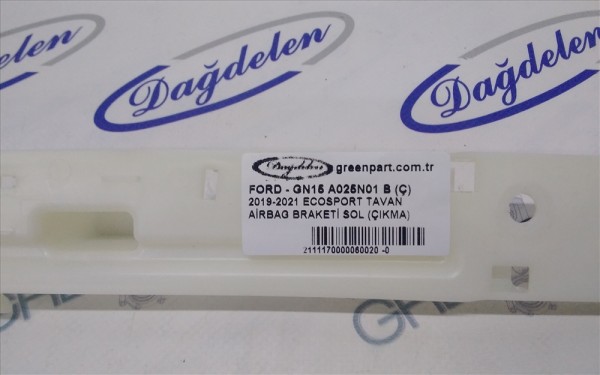 Dağdelen
Dağdelen
Dağdelen greenpart.com.tr
FORD - GN15 A025N01 B (Ç)
2019-2021 ECOSPORT TAVAN
AİRBAG BRAKETİ SOL (ÇIKMA)
2111170000060020 -0